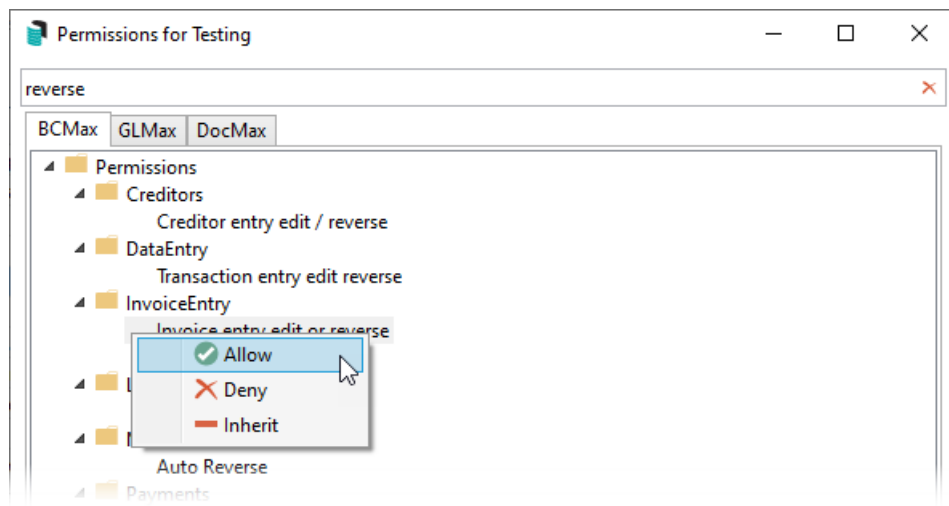 Permissions for Testing
reverse
BCMax GLMax DocMax
Permissions
Creditors
Creditor entry edit / reverse
DataEntry
Transaction entry edit reverse
InvoiceEntry
Invoice entry edit or reverse
Allow
Deny
Inherit
Auto Reverse
Payments